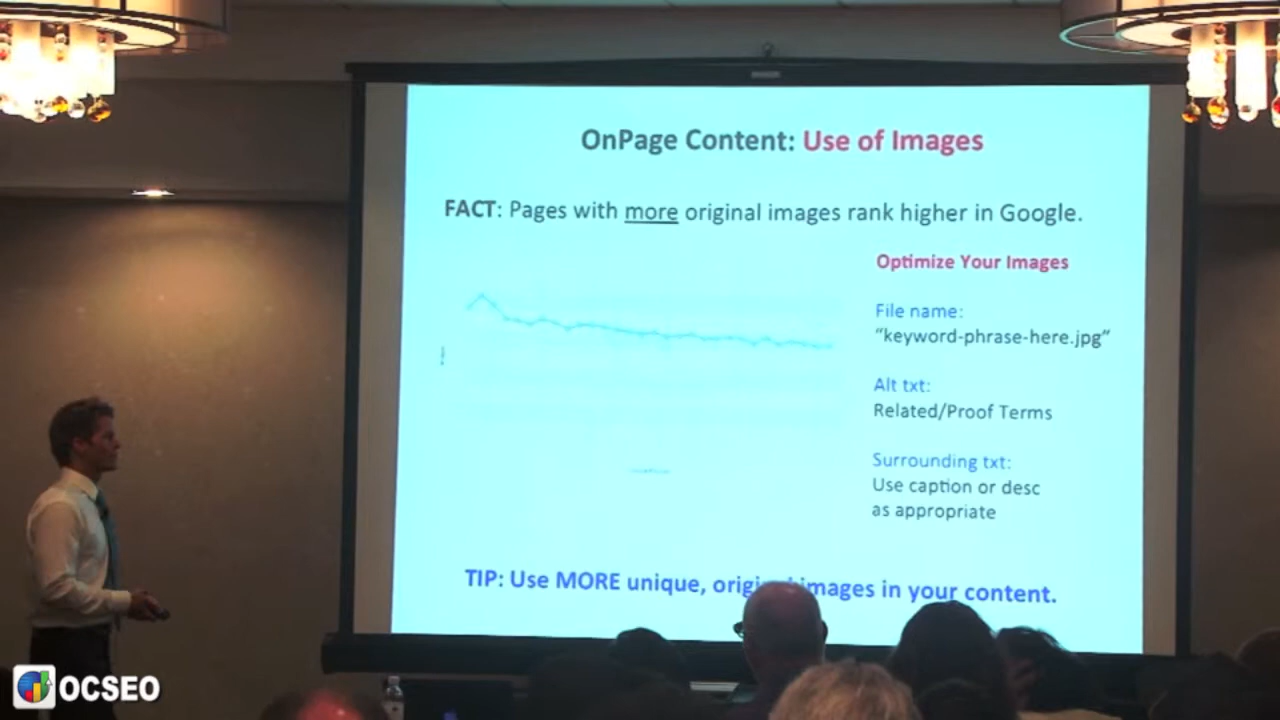 OnPage Content: Use of Images
FACT: Pages with more original images rank higher in Google.
Optimize Your Images
File name:
"keyword-phrase-here.jpg"
Alt txt:
Related/Proof Terms
Surrounding txt:
Use caption or desc
as appropriate
TIP: Use MORE unique, original images in your content.
OCSEO